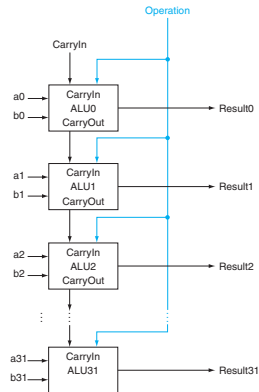 Operation
CarryIn
a0
b0
CarryIn
ALU0
CarryOut
Result0
a1
b1
CarryIn
ALU1
CarryOut
Result1
a2
b2
CarryIn
ALU2
CarryOut
Result2
a31
b31
CarryIn
ALU31
Result31